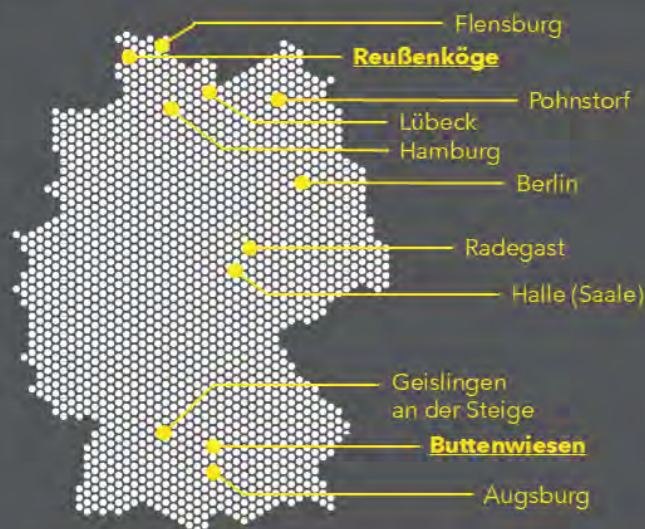 Flensburg
Reußenköge
Pohnstorf
Lübeck
Hamburg
Berlin
Radegast
Halle (Saale)
Geislingen
an der Steige
Buttenwiesen
Augsburg